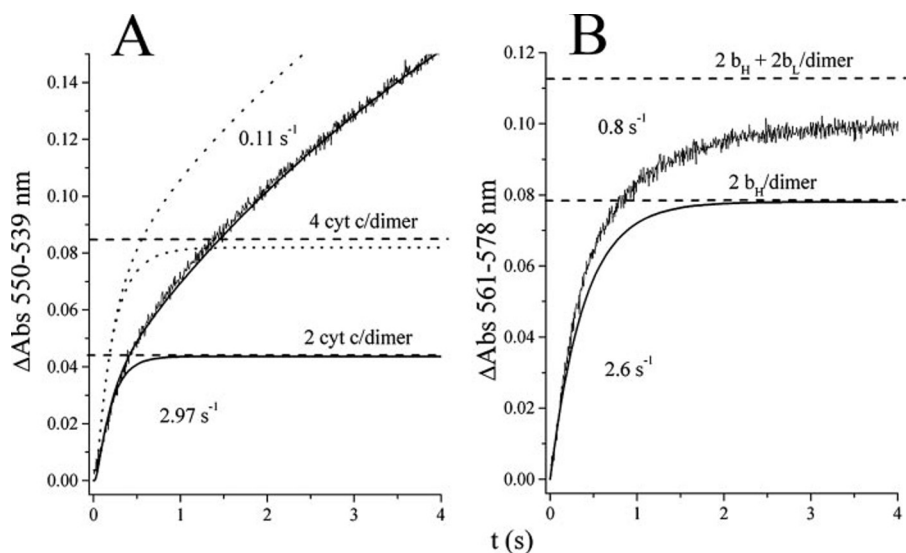 A
B
ΔAbs 550-539 nm
0.14
0.12
0.10
0.08
0.06
0.04
0.02
0.00
0.11 s⁻¹
4 cyt c/dimer
2 cyt c/dimer
2.97 s⁻¹
0 1 2 3 4
ΔAbs 561-578 nm
0.12
0.10
0.08
0.06
0.04
0.02
0.00
2 b_H + 2b_L/dimer
0.8 s⁻¹
2 b_H/dimer
2.6 s⁻¹
0 1 2 3 4
t (s)